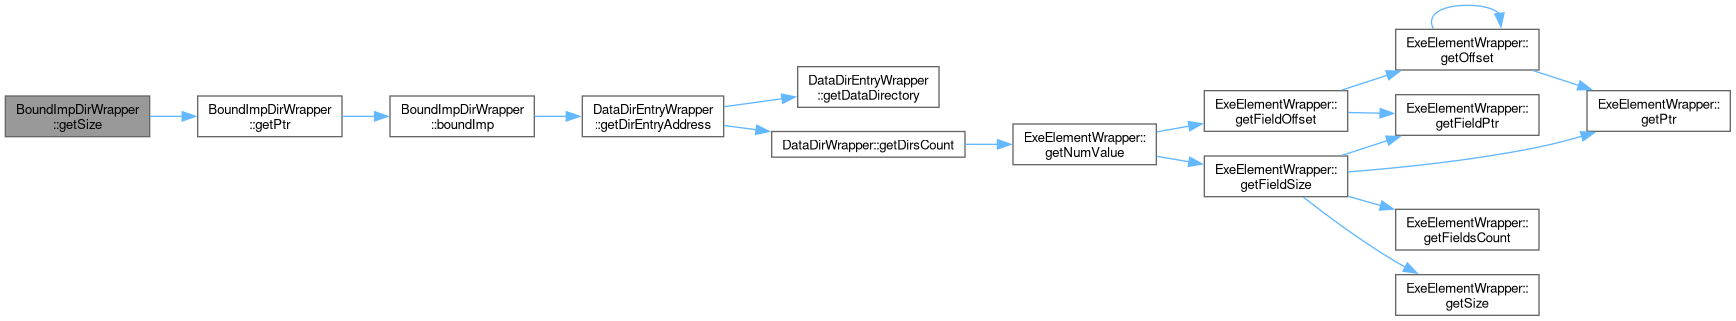 BoundImpDirWrapper
::getSize
BoundImpDirWrapper
::getPtr
BoundImpDirWrapper
::boundImp
DataDirEntryWrapper
::getDirEntryAddress
DataDirEntryWrapper
::getDataDirectory
DataDirWrapper::getDirsCount
ExeElementWrapper::
getNumValue
ExeElementWrapper::
getFieldOffset
ExeElementWrapper::
getFieldSize
ExeElementWrapper::
getOffset
ExeElementWrapper::
getFieldPtr
ExeElementWrapper::
getFieldsCount
ExeElementWrapper::
getSize
ExeElementWrapper::
getPtr